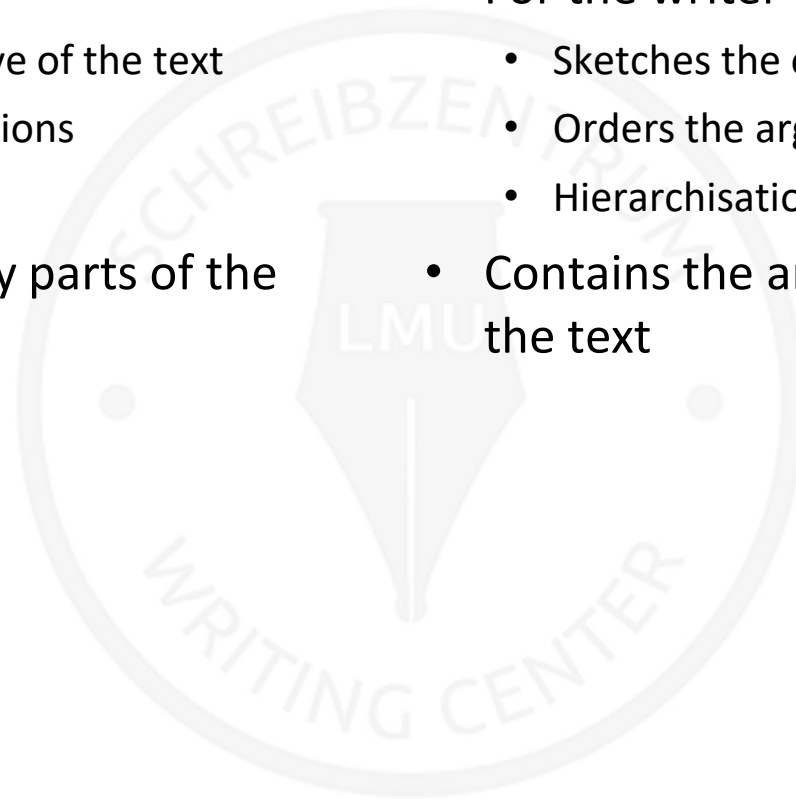 ve of the text
ions
y parts of the
For the writer
• Sketches the
• Orders the
• Hierarchisatio
• Contains the
the text
SCHREIBZENTRUM
LMU
WRITING CENTER